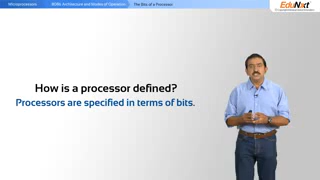 Microprocessors
8086 Architecture and Modes of Operation
The Bits of a Processor
EduNxt
How is a processor defined?
Processors are specified in terms of bits.